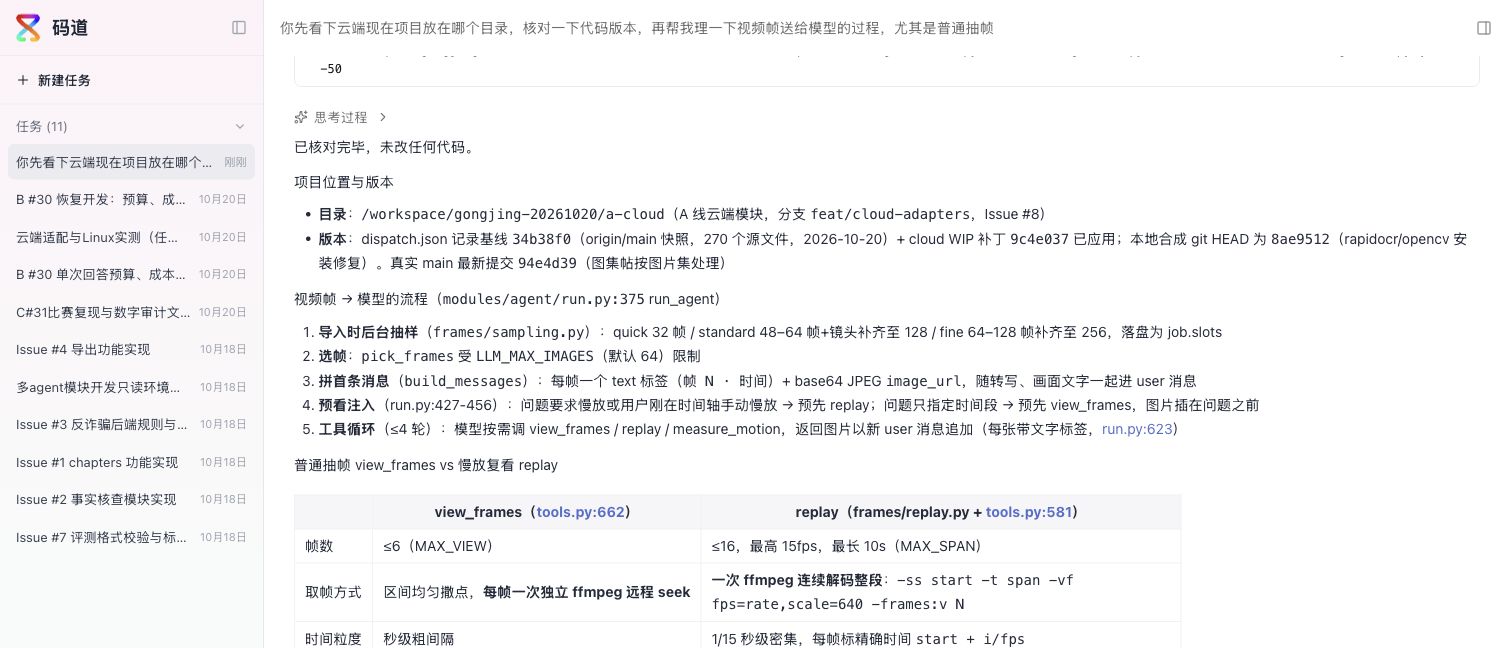 码道
新建任务
任务 (11)
你先看下云端现在项目放在哪个... 刚刚
B #30 恢复开发：预算、成... 10月20日
云端适配与Linux实测（任... 10月20日
B #30 单次回答预算、成本... 10月20日
C#31比赛复现与数字审计文... 10月20日
Issue #4 导出功能实现 10月18日
多agent模块开发只读环境... 10月18日
Issue #3 反诈骗后端规则与... 10月18日
Issue #1 chapters 功能实现 10月18日
Issue #2 事实核查模块实现 10月18日
Issue #7 评测格式校验与标... 10月18日
你先看下云端现在项目放在哪个目录，核对一下代码版本，再帮我理一下视频帧送给模型的过程，尤其是普通抽帧
-50
思考过程
已核对完毕，未改任何代码。
项目位置与版本
• 目录：/workspace/gongjing-20261020/a-cloud（A 线云端模块，分支 feat/cloud-adapters，Issue #8）
• 版本：dispatch.json 记录基线 34b38f0（origin/main 快照，270 个源文件，2026-10-20）+ cloud WIP 补丁 9c4e037 已应用；本地合成 git HEAD 为 8ae9512（rapidocr/opencv 安
装修复）。真实 main 最新提交 94e4d39（图集帖按图片集处理）
视频帧 → 模型的流程（modules/agent/run.py:375 run_agent）
1. 导入时后台抽样（frames/sampling.py）：quick 32 帧 / standard 48–64 帧+镜头补齐至 128 / fine 64–128 帧补齐至 256，落盘为 job.slots
2. 选帧：pick_frames 受 LLM_MAX_IMAGES（默认 64）限制
3. 拼首条消息（build_messages）：每帧一个 text 标签（帧 N · 时间）+ base64 JPEG image_url，随转写、画面文字一起进 user 消息
4. 预看注入（run.py:427-456）：问题要求慢放或用户刚在时间轴手动慢放 → 预先 replay；问题只指定时间段 → 预先 view_frames，图片插在问题之前
5. 工具循环（≤4 轮）：模型按需调 view_frames / replay / measure_motion，返回图片以新 user 消息追加（每张带文字标签，run.py:623）
普通抽帧 view_frames vs 慢放复看 replay
view_frames（tools.py:662） replay（frames/replay.py + tools.py:581）
帧数 ≤6（MAX_VIEW） ≤16，最高 15fps，最长 10s（MAX_SPAN）
取帧方式 区间均匀撒点，每帧一次独立 ffmpeg 远程 seek 一次 ffmpeg 连续解码整段：-ss start -t span -vf
fps=rate,scale=640 -frames:v N
时间粒度 秒级粗间隔 1/15 秒级密集，每帧标精确时间 start + i/fps